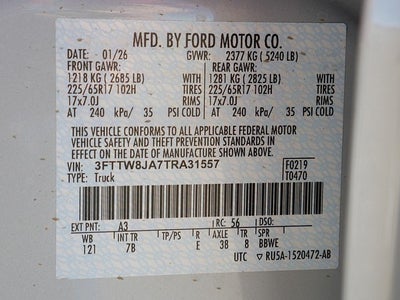 MFD. BY FORD MOTOR CO.
DATE: 01/26 GVWR: 2377 KG ( 5240 LB)
FRONT GAWR: REAR GAWR:
1218 KG ( 2685 LB) WITH 1281 KG ( 2825 LB) WITH
225/65R17 102H TIRES 225/65R17 102H TIRES
17x7.0J RIMS 17x7.0J RIMS
AT 240 kPa/ 35 PSI COLD AT 240 kPa/ 35 PSI COLD
THIS VEHICLE CONFORMS TO ALL APPLICABLE FEDERAL MOTOR
VEHICLE SAFETY AND THEFT PREVENTION STANDARDS IN
EFFECT ON THE DATE OF MANUFACTURE SHOWN ABOVE.
VIN: 3FTTW8JA7TRA31557 F0219
TYPE: Truck T0470
EXT PNT: A3 RC: 56 DSO:
WB INT TR TP/PS R AXLE TR SPR
121 7B E 38 8 BBWE
UTC RU5A-1520472-AB